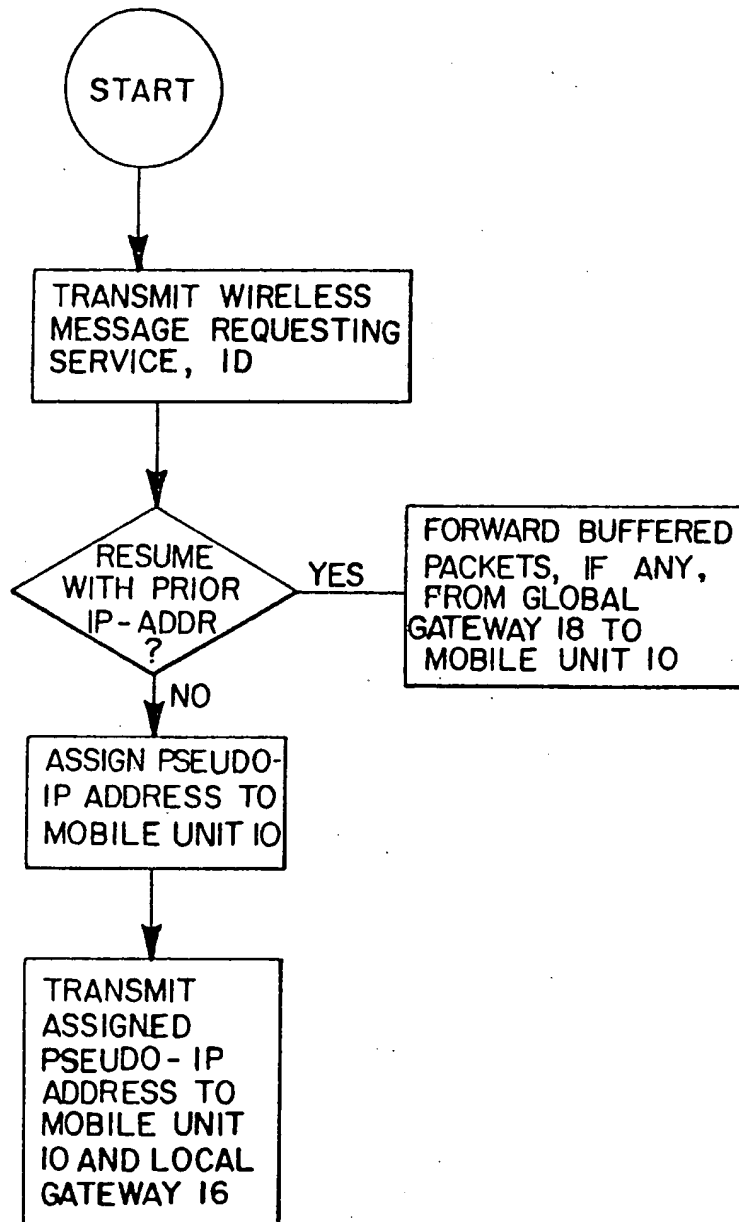 START
TRANSMIT WIRELESS
MESSAGE REQUESTING
SERVICE, ID
RESUME
WITH PRIOR
IP-ADDR
?
YES
FORWARD BUFFERED
PACKETS, IF ANY,
FROM GLOBAL
GATEWAY 18 TO
MOBILE UNIT 10
NO
ASSIGN PSEUDO-
IP ADDRESS TO
MOBILE UNIT 10
TRANSMIT
ASSIGNED
PSEUDO-IP
ADDRESS TO
MOBILE UNIT
10 AND LOCAL
GATEWAY 16